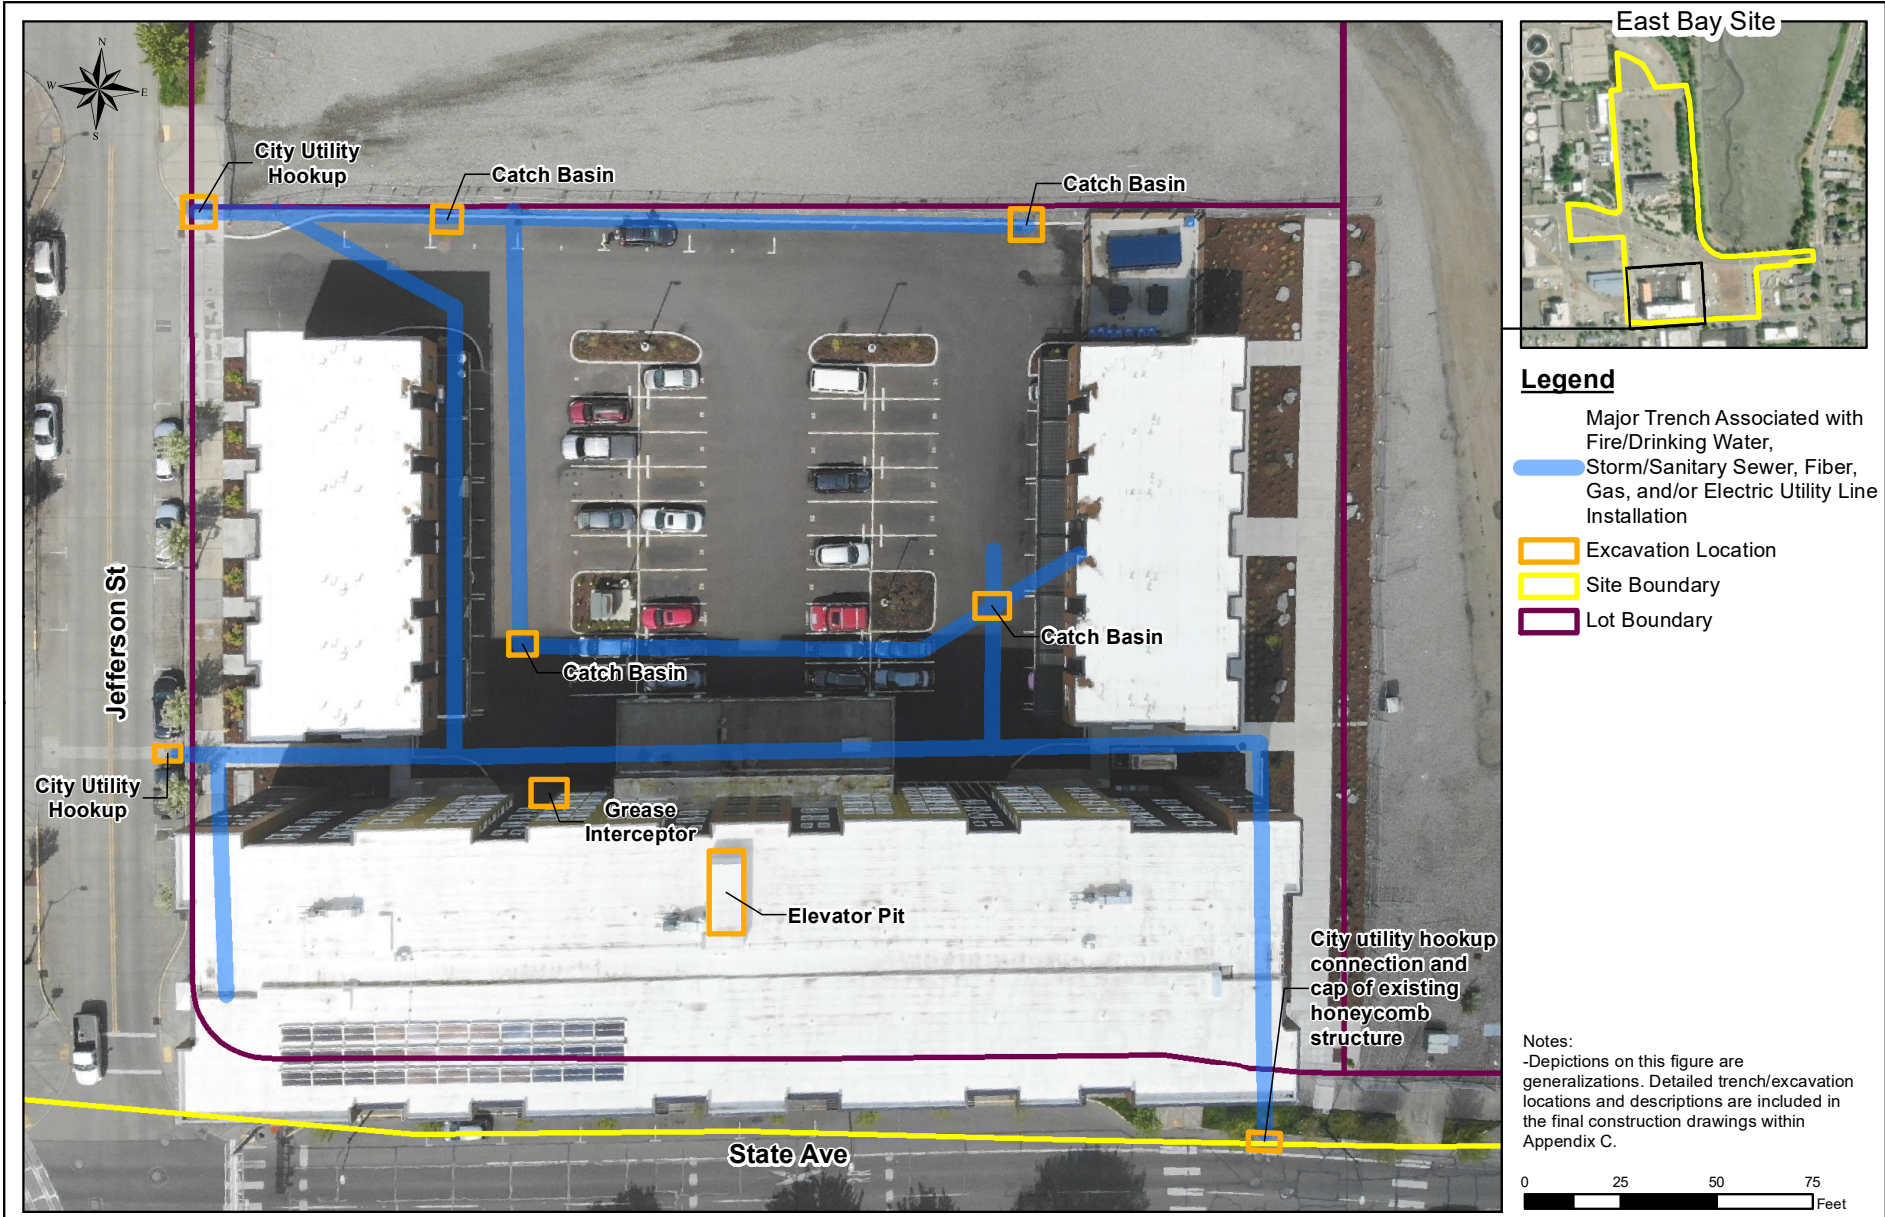 East Bay Site
N
W
E
S
City Utility
Hookup
Catch Basin
Catch Basin
Catch Basin
Catch Basin
Jefferson St
City Utility
Hookup
Grease
Interceptor
Elevator Pit
City utility hookup
connection and
cap of existing
honeycomb
structure
State Ave
Legend
Major Trench Associated with
Fire/Drinking Water,
Storm/Sanitary Sewer, Fiber,
Gas, and/or Electric Utility Line
Installation
Excavation Location
Site Boundary
Lot Boundary
Notes:
-Depictions on this figure are
generalizations. Detailed trench/excavation
locations and descriptions are included in
the final construction drawings within
Appendix C.
0 25 50 75
Feet